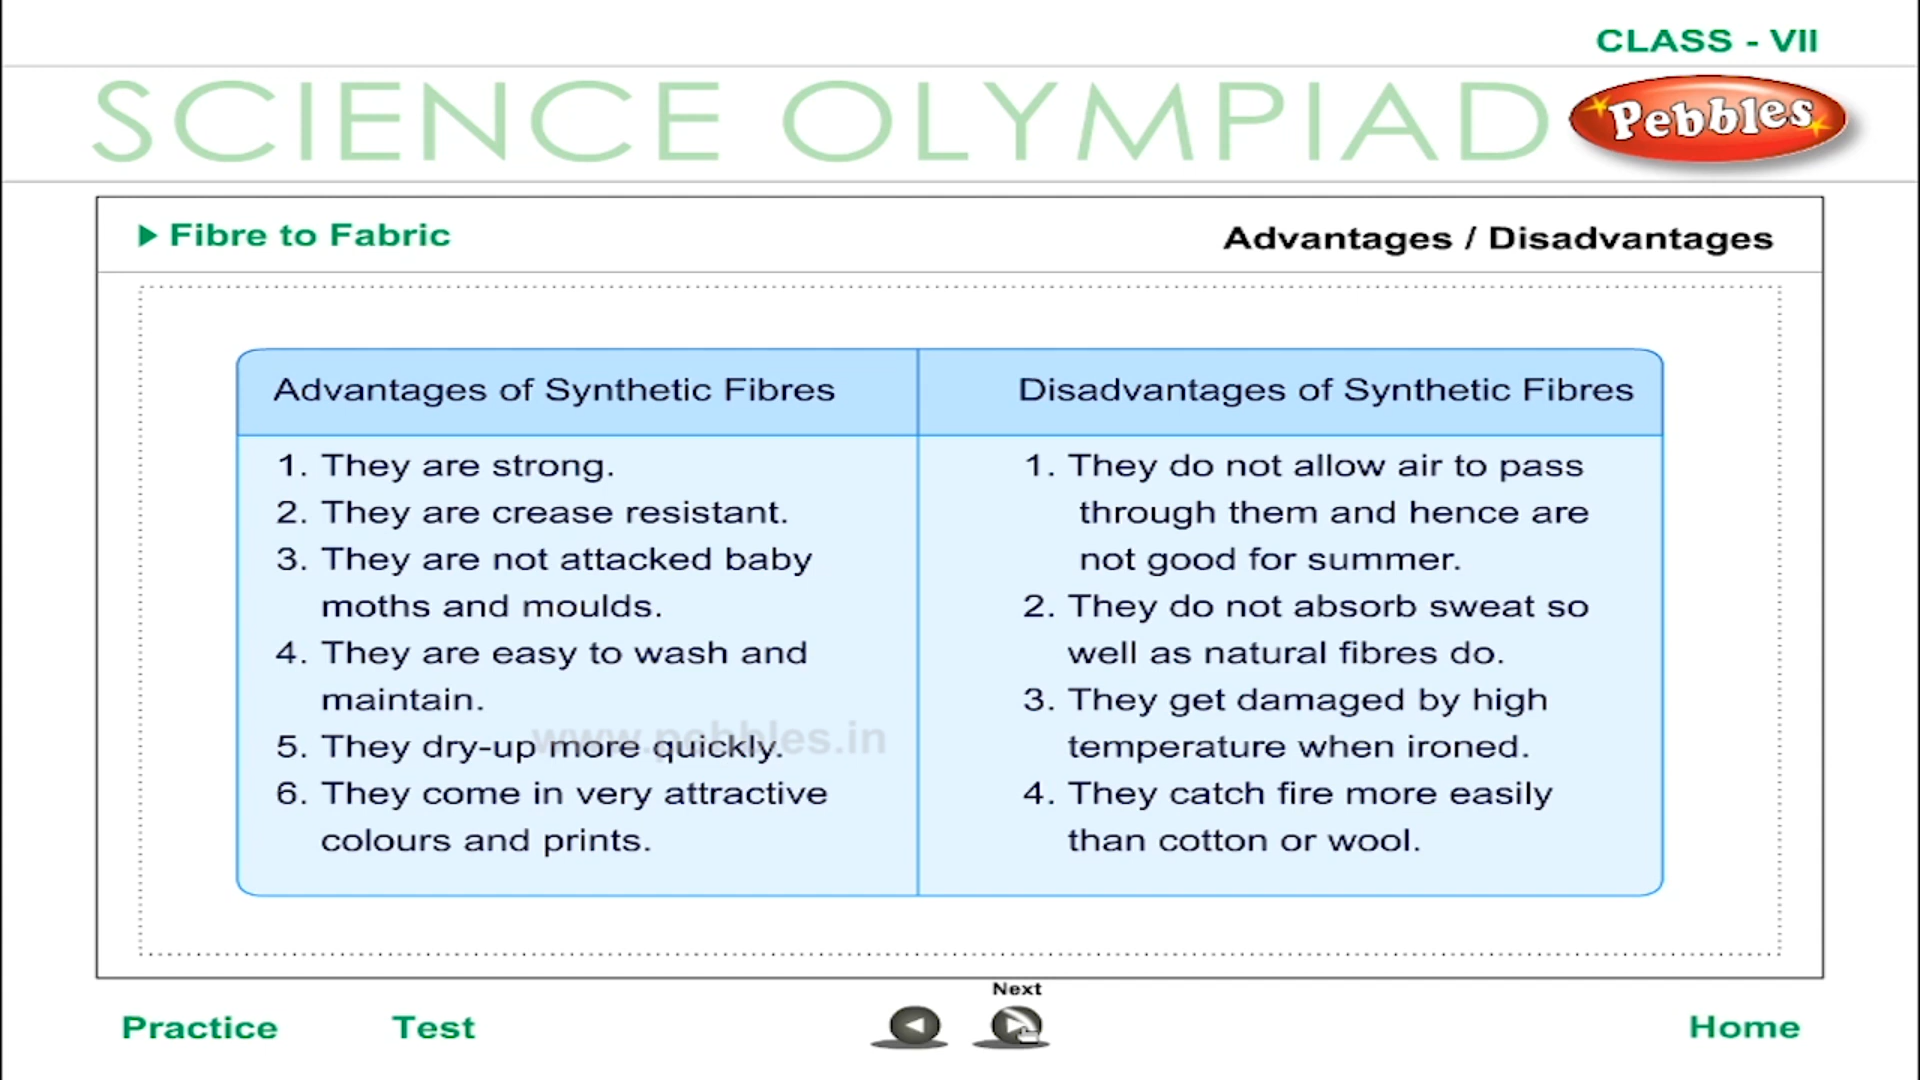 CLASS - VII
SCIENCE OLYMPIAD
Pebbles
Fibre to Fabric
Advantages / Disadvantages
Advantages of Synthetic Fibres
1. They are strong.
2. They are crease resistant.
3. They are not attacked baby
moths and moulds.
4. They are easy to wash and
maintain.
5. They dry-up more quickly.
6. They come in very attractive
colours and prints.
Disadvantages of Synthetic Fibres
1. They do not allow air to pass
through them and hence are
not good for summer.
2. They do not absorb sweat so
well as natural fibres do.
3. They get damaged by high
temperature when ironed.
4. They catch fire more easily
than cotton or wool.
www.pebbles.in
Next
Practice
Test
Home